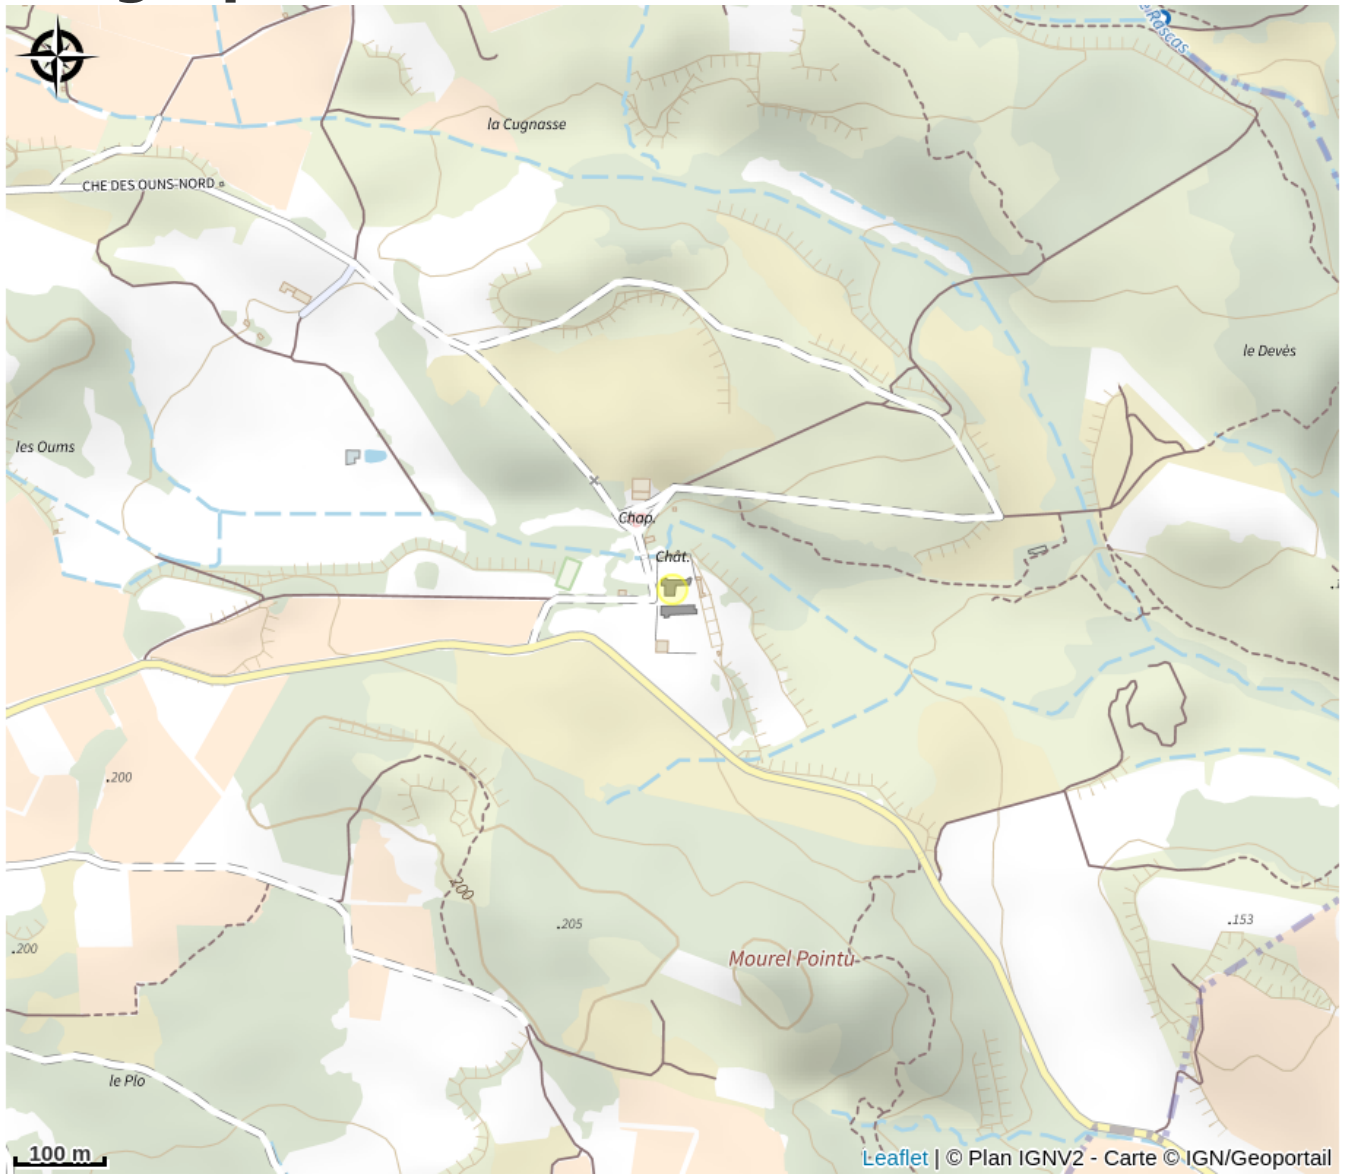 eiRascas
la Cugnasse
CHE DES OUNS-NORD
le Devès
les Oums
Chap.
Chât.
.200
200
.205
.153
.200
Mourel Pointu
le Plo
100 m
Leaflet | © Plan IGNV2 - Carte © IGN/Geoportail